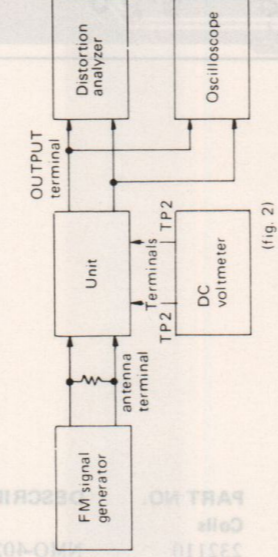 FM signal
generator
antenna
terminal
Unit
OUTPUT
terminal
Distortion
analyzer
Oscilloscope
TP2
Terminals
TP2
DC
voltmeter
(fig. 2)
PART NO.
Coils
232110